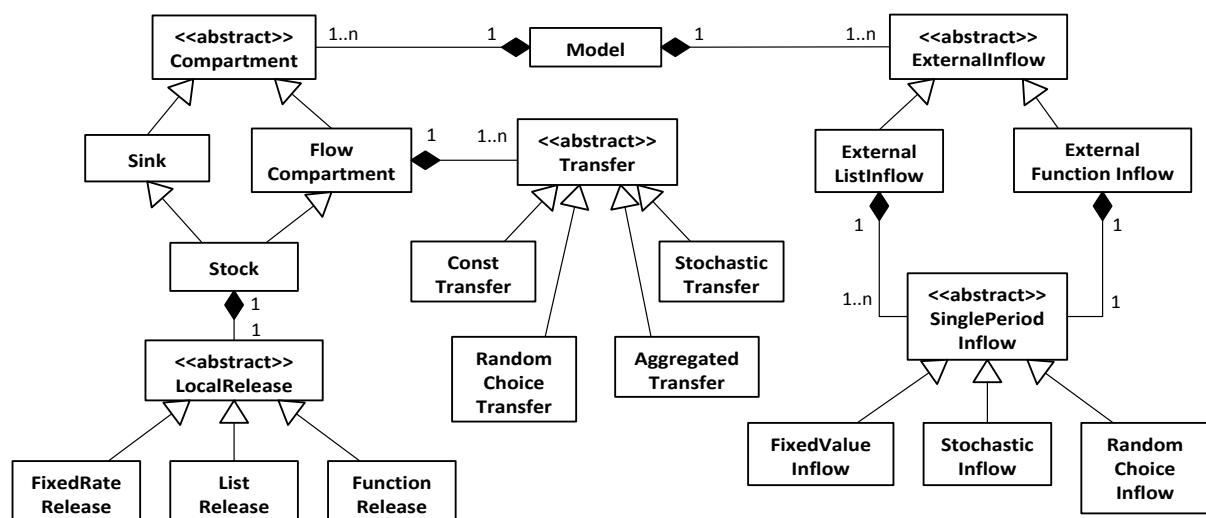 <<abstract>>
Compartment
1..n
1
Model
1
1..n
<<abstract>>
ExternalInflow
Sink
Flow
Compartment
1
1..n
<<abstract>>
Transfer
External
ListInflow
External
Function Inflow
1
1
Stock
Const
Transfer
Stochastic
Transfer
1
1
1..n
<<abstract>>
SinglePeriod
Inflow
1
<<abstract>>
LocalRelease
Random
Choice
Transfer
Aggregated
Transfer
FixedRate
Release
List
Release
Function
Release
FixedValue
Inflow
Stochastic
Inflow
Random
Choice
Inflow